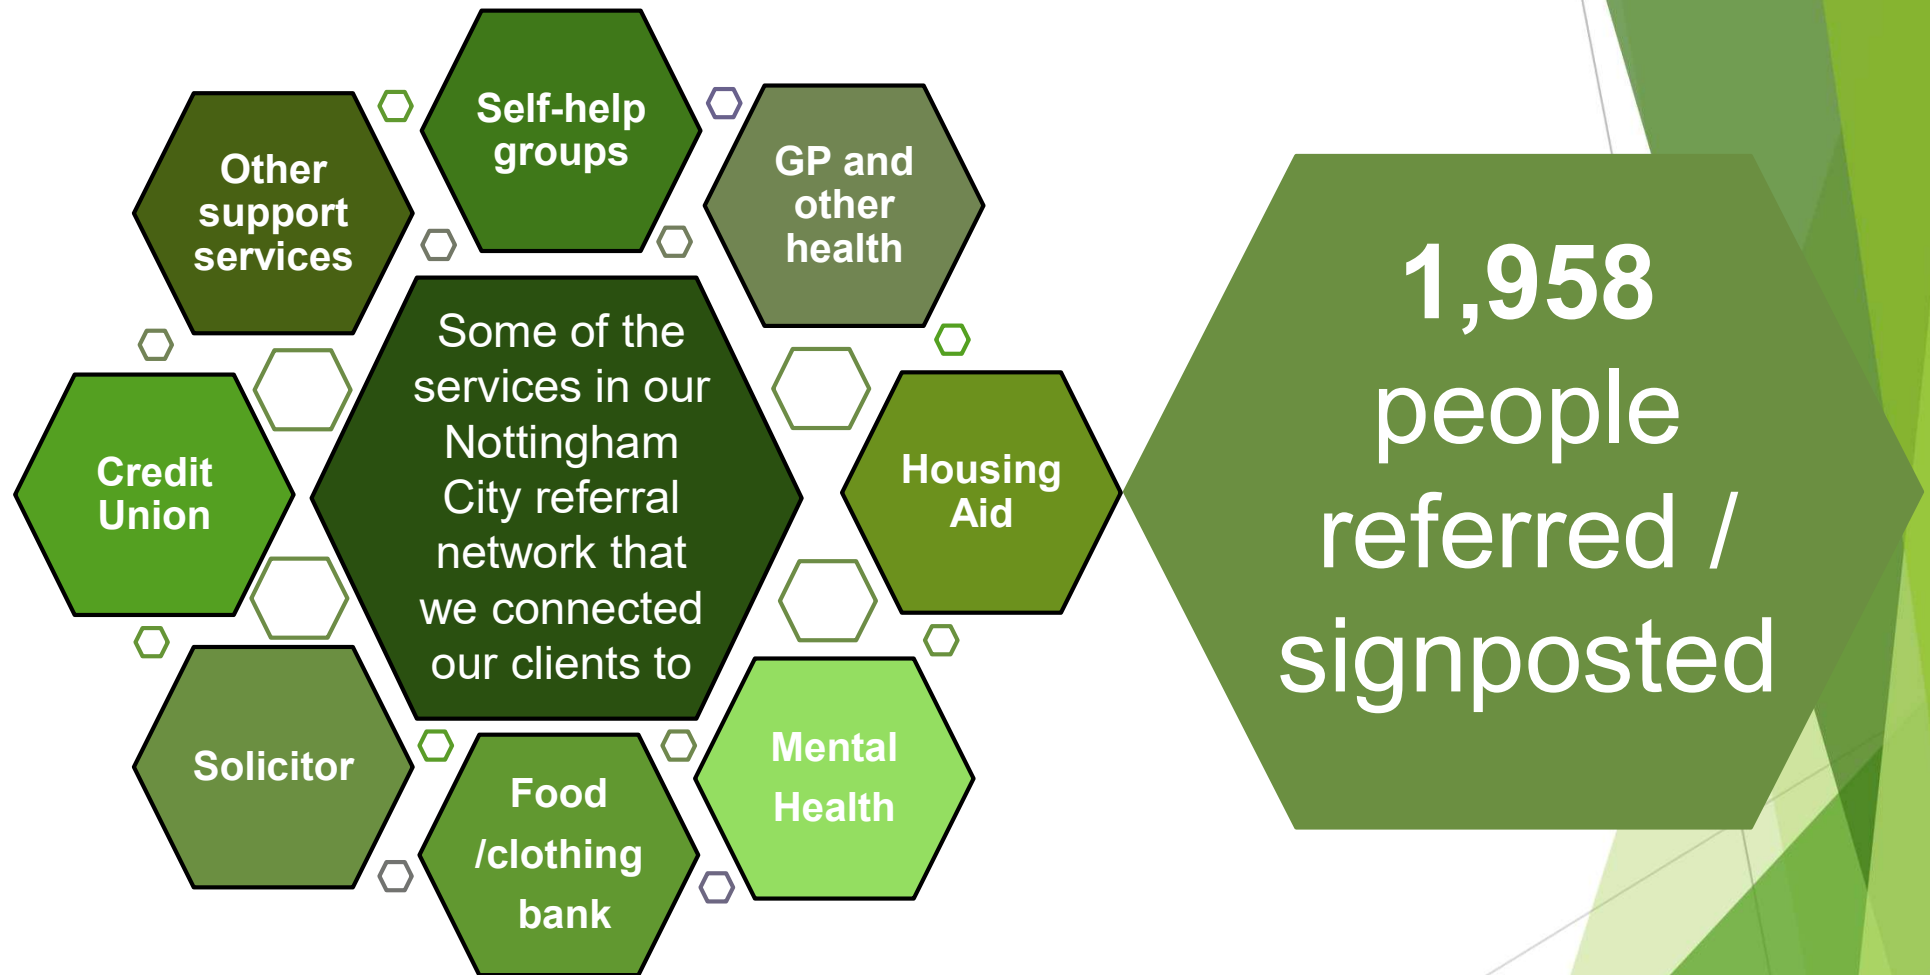 Self-help
groups
GP and
other
health
Housing
Aid
Mental
Health
Food
/clothing
bank
Solicitor
Credit
Union
Other
support
services
Some of the
services in our
Nottingham
City referral
network that
we connected
our clients to
1,958
people
referred /
signposted